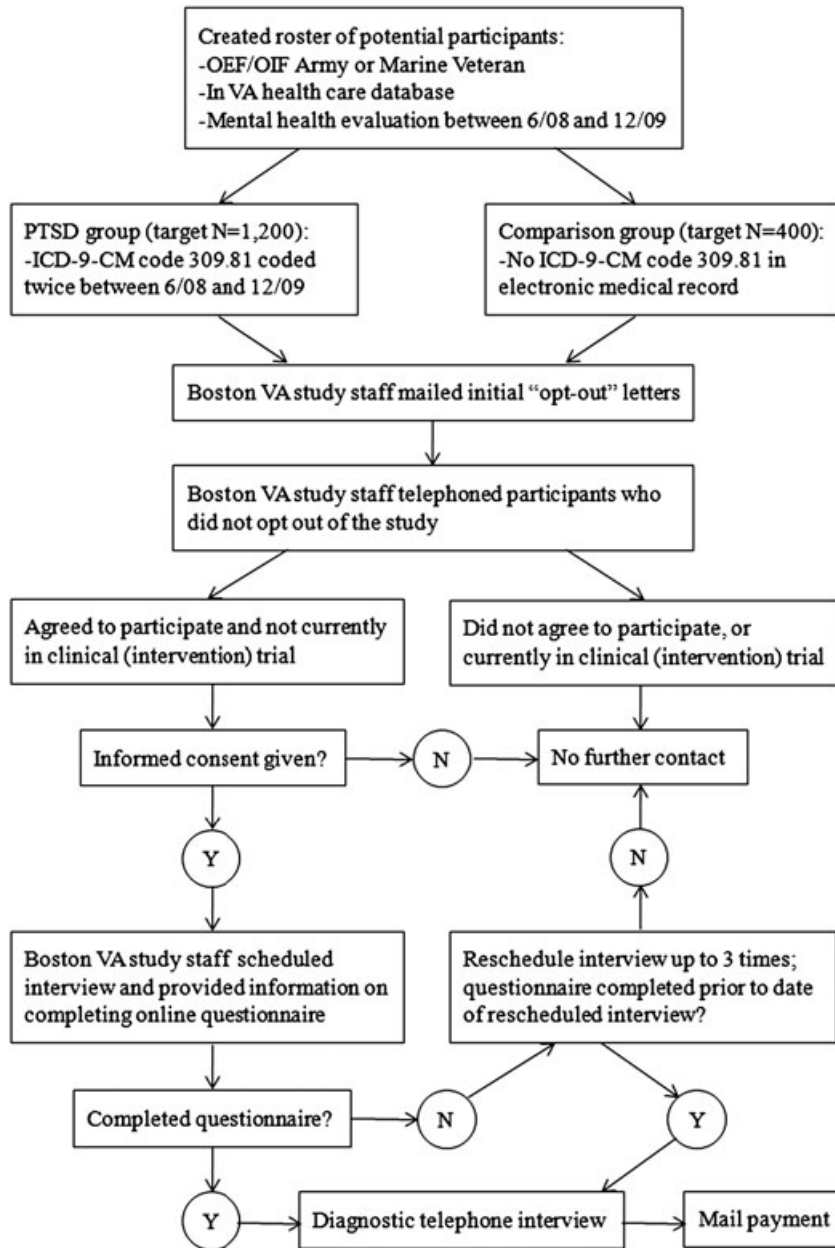 Created roster of potential participants:
-OEF/OIF Army or Marine Veteran
-In VA health care database
-Mental health evaluation between 6/08 and 12/09
PTSD group (target N=1,200):
-ICD-9-CM code 309.81 coded
twice between 6/08 and 12/09
Comparison group (target N=400):
-No ICD-9-CM code 309.81 in
electronic medical record
Boston VA study staff mailed initial “opt-out” letters
Boston VA study staff telephoned participants who
did not opt out of the study
Agreed to participate and not currently
in clinical (intervention) trial
Did not agree to participate, or
currently in clinical (intervention) trial
Informed consent given?
N
No further contact
Y
N
Boston VA study staff scheduled
interview and provided information on
completing online questionnaire
Reschedule interview up to 3 times;
questionnaire completed prior to date
of rescheduled interview?
Completed questionnaire?
N
Y
Y
Diagnostic telephone interview
Mail payment